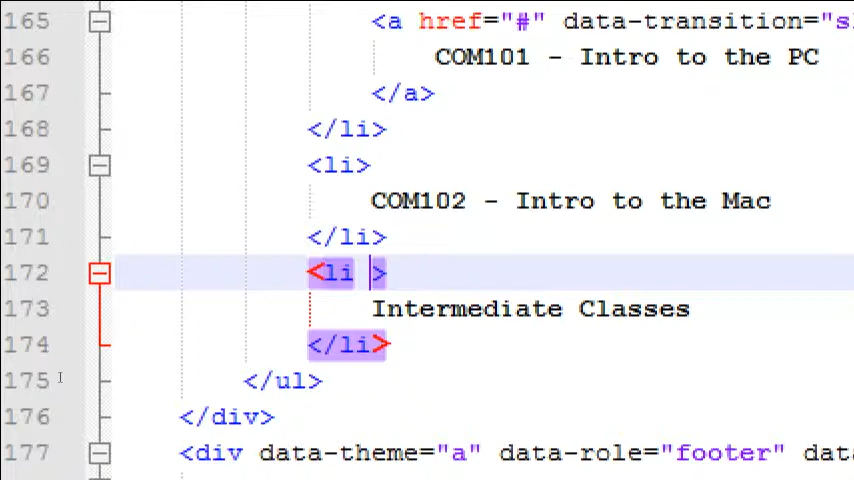 165 <a href="#" data-transition="s
166 COM101 - Intro to the PC
167 </a>
168 </li>
169 <li>
170 COM102 - Intro to the Mac
171 </li>
172 <li >
173 Intermediate Classes
174 </li>
175 </ul>
176 </div>
177 <div data-theme="a" data-role="footer" data